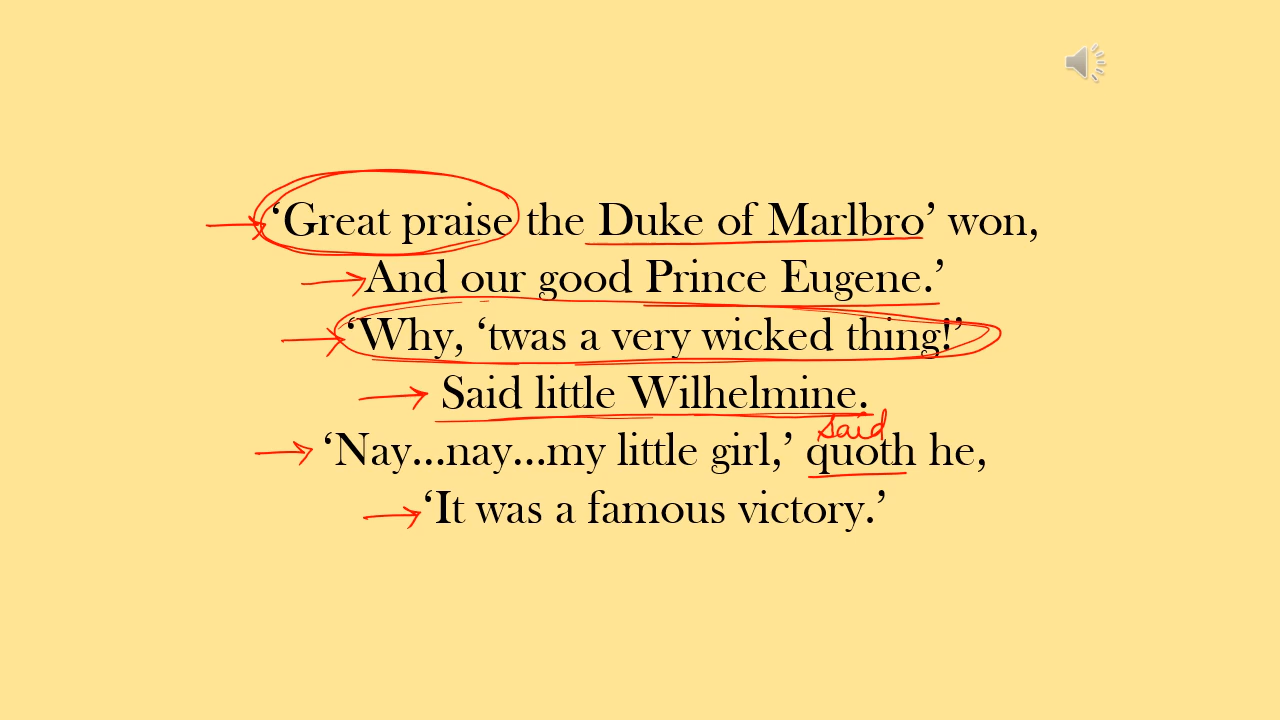 ‘Great praise the Duke of Marlbro’ won,
And our good Prince Eugene.’
‘Why, ‘twas a very wicked thing!’
Said little Wilhelmine.
said
‘Nay...nay...my little girl,’ quoth he,
‘It was a famous victory.’